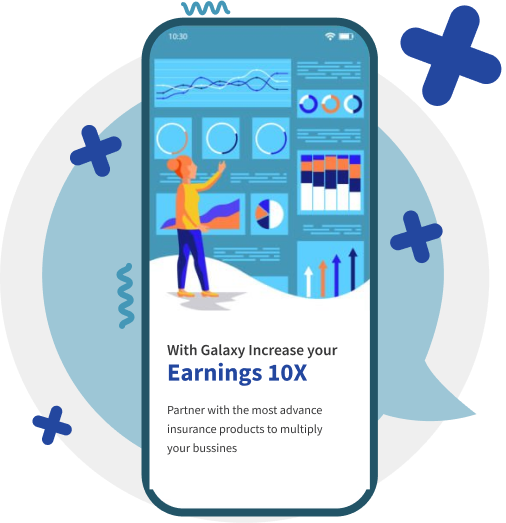 10:30
With Galaxy Increase your
Earnings 10X
Partner with the most advance
insurance products to multiply
your bussines